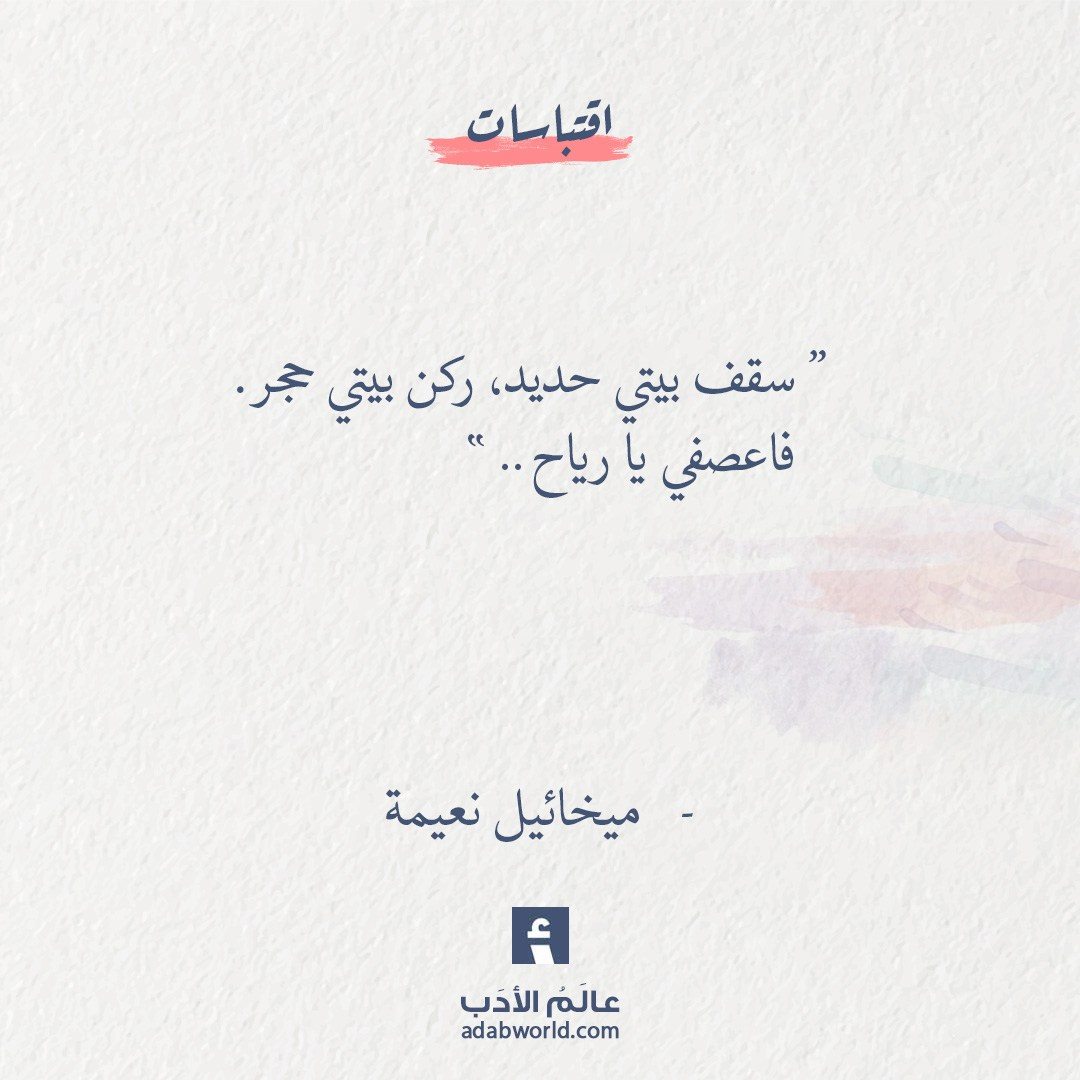 اقتباسات
” سقف بيتي حديد، ركن بيتي حجر .
فاعصفي يا رياح .. “
- ميخائيل نعيمة
أ
عالَمُ الأدَب
adabworld.com